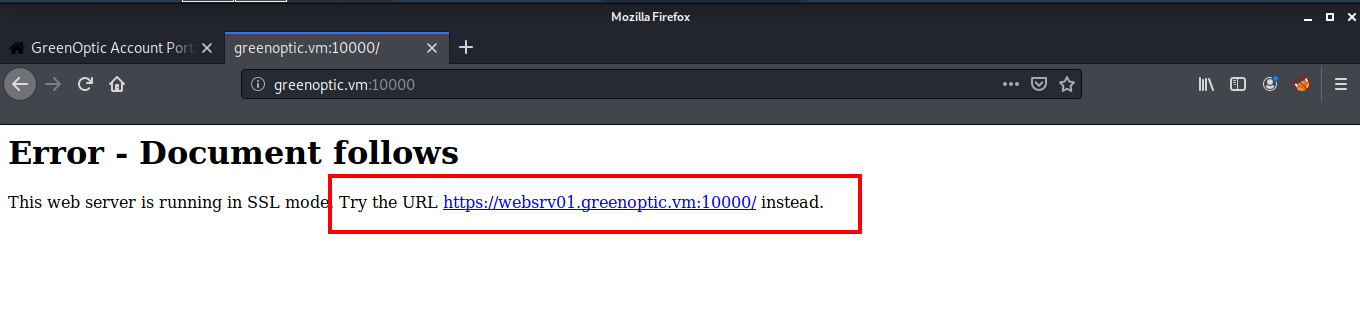 Mozilla Firefox
GreenOptic Account Port
greenoptic.vm:10000/
greenoptic.vm:10000
Error - Document follows
This web server is running in SSL mode. Try the URL https://websrv01.greenoptic.vm:10000/ instead.